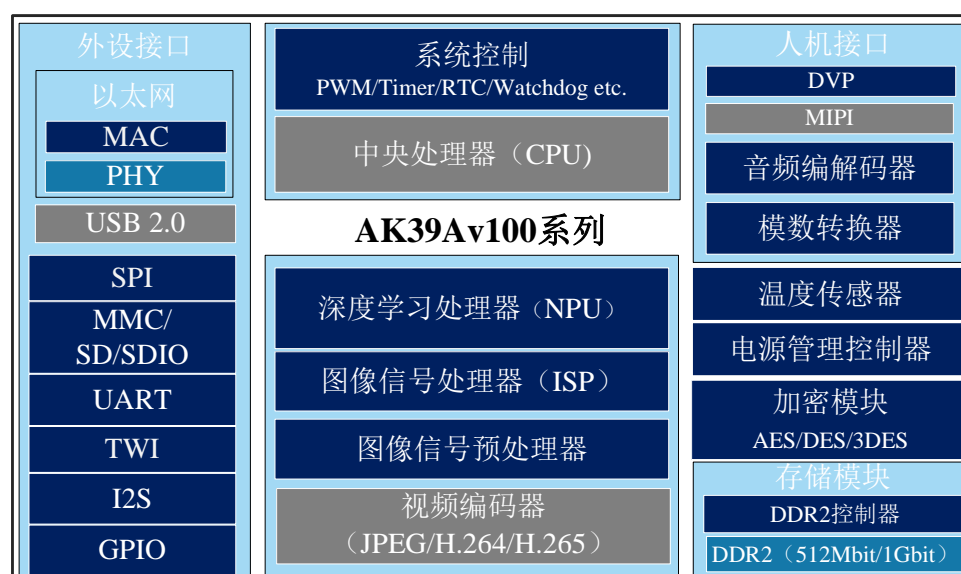 外设接口
以太网
MAC
PHY
USB 2.0
SPI
MMC/
SD/SDIO
UART
TWI
I2S
GPIO
系统控制
PWM/Timer/RTC/Watchdog etc.
中央处理器（CPU)
AK39Av100系列
深度学习处理器（NPU）
图像信号处理器（ISP）
图像信号预处理器
视频编码器
（JPEG/H.264/H.265）
人机接口
DVP
MIPI
音频编解码器
模数转换器
温度传感器
电源管理控制器
加密模块
AES/DES/3DES
存储模块
DDR2控制器
DDR2（512Mbit/1Gbit）